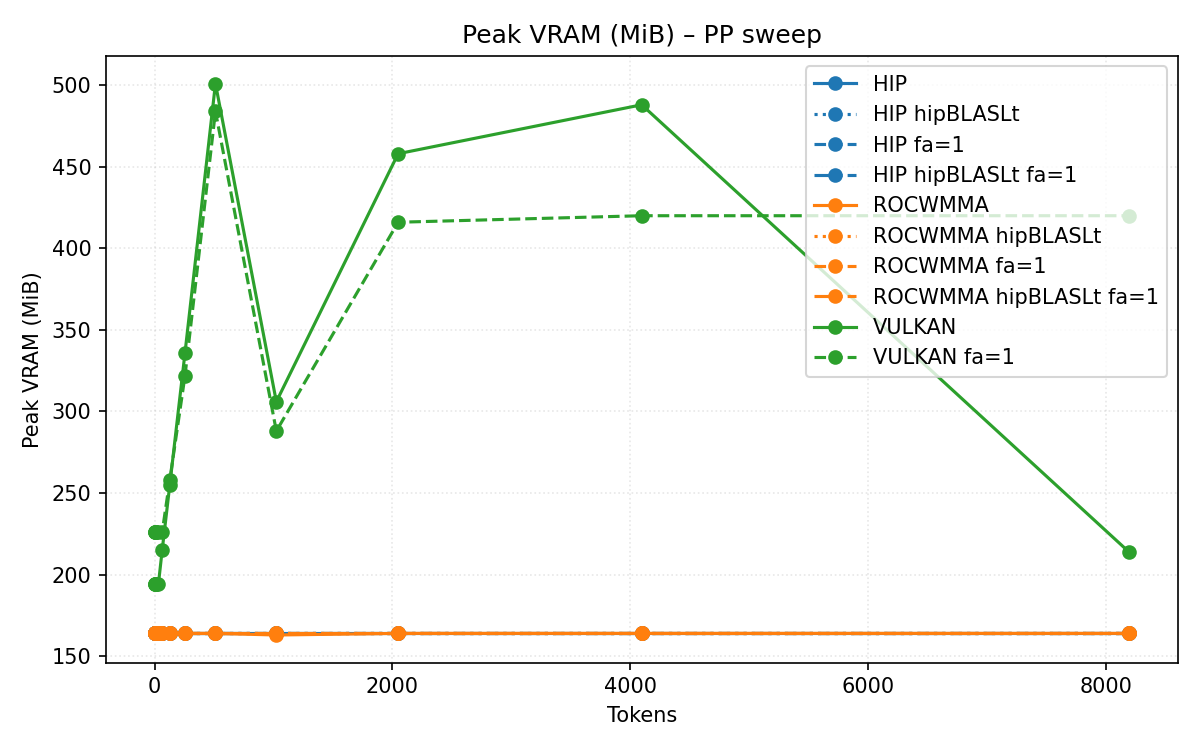 Peak VRAM (MiB) – PP sweep
Peak VRAM (MiB)
500
450
400
350
300
250
200
150
HIP
HIP hipBLASLt
HIP fa=1
HIP hipBLASLt fa=1
ROCWMMA
ROCWMMA hipBLASLt
ROCWMMA fa=1
ROCWMMA hipBLASLt fa=1
VULKAN
VULKAN fa=1
0
2000
4000
6000
8000
Tokens